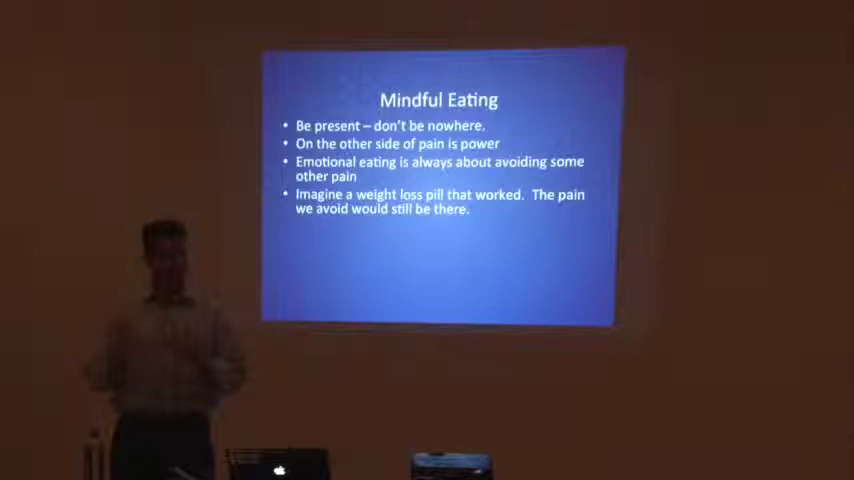 Mindful Eating
• Be present – don't be nowhere.
• On the other side of pain is power
• Emotional eating is always about avoiding some
other pain
• Imagine a weight loss pill that worked.  The pain
we avoid would still be there.